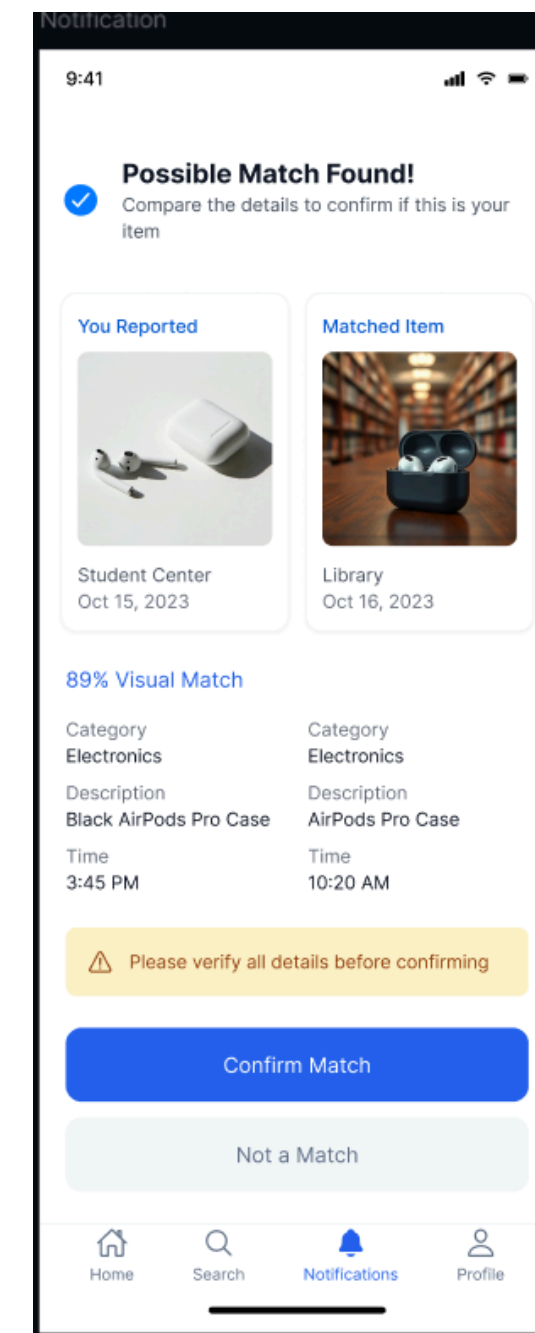 Notification
9:41
Possible Match Found!
Compare the details to confirm if this is your
item
You Reported
Matched Item
Student Center
Oct 15, 2023
Library
Oct 16, 2023
89% Visual Match
Category
Electronics
Category
Electronics
Description
Black AirPods Pro Case
Description
AirPods Pro Case
Time
3:45 PM
Time
10:20 AM
Please verify all details before confirming
Confirm Match
Not a Match
Home
Search
Notifications
Profile